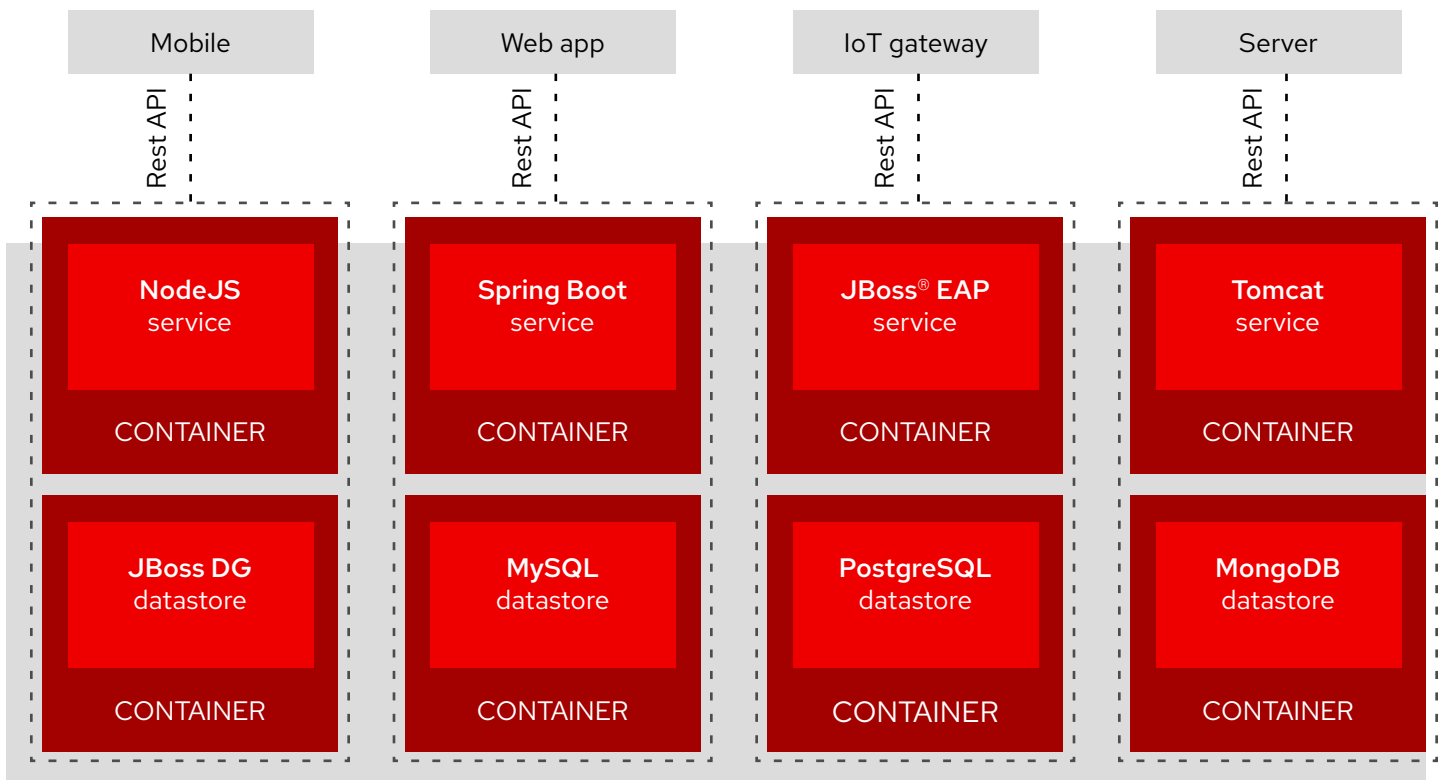 Mobile
Web app
IoT gateway
Server
Rest API
Rest API
Rest API
Rest API
NodeJS
service
Spring Boot
service
JBoss® EAP
service
Tomcat
service
CONTAINER
CONTAINER
CONTAINER
CONTAINER
JBoss DG
datastore
MySQL
datastore
PostgreSQL
datastore
MongoDB
datastore
CONTAINER
CONTAINER
CONTAINER
CONTAINER